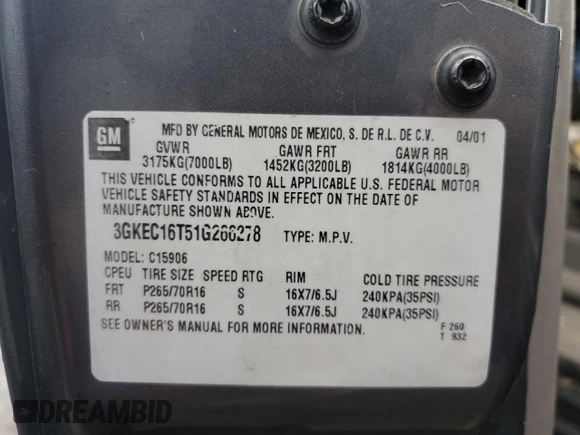 GM
MFD BY GENERAL MOTORS DE MEXICO, S. DE R.L. DE C.V. 04/01
GVWR GAWR FRT GAWR RR
3175KG(7000LB) 1452KG(3200LB) 1814KG(4000LB)
THIS VEHICLE CONFORMS TO ALL APPLICABLE U.S. FEDERAL MOTOR
VEHICLE SAFETY STANDARDS IN EFFECT ON THE DATE OF
MANUFACTURE SHOWN ABOVE.
3GKEC16T51G266278 TYPE: M.P.V.
MODEL: C15906
CPEU TIRE SIZE SPEED RTG RIM COLD TIRE PRESSURE
FRT P265/70R16 S 16X7/6.5J 240KPA(35PSI)
RR P265/70R16 S 16X7/6.5J 240KPA(35PSI)
SEE OWNER'S MANUAL FOR MORE INFORMATION. F 260
T 932
DREAMBID